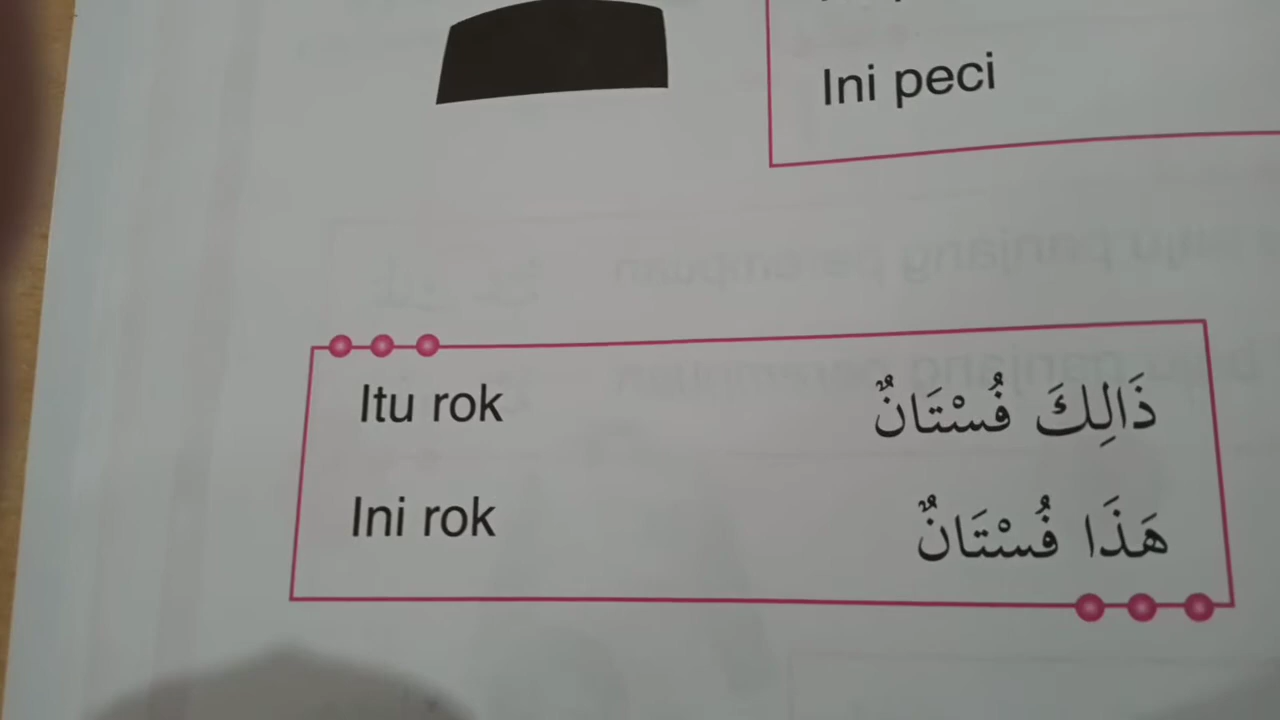 Ini peci
Itu rok ذَالِكَ فُسْتَانٌ
Ini rok هَذَا فُسْتَانٌ